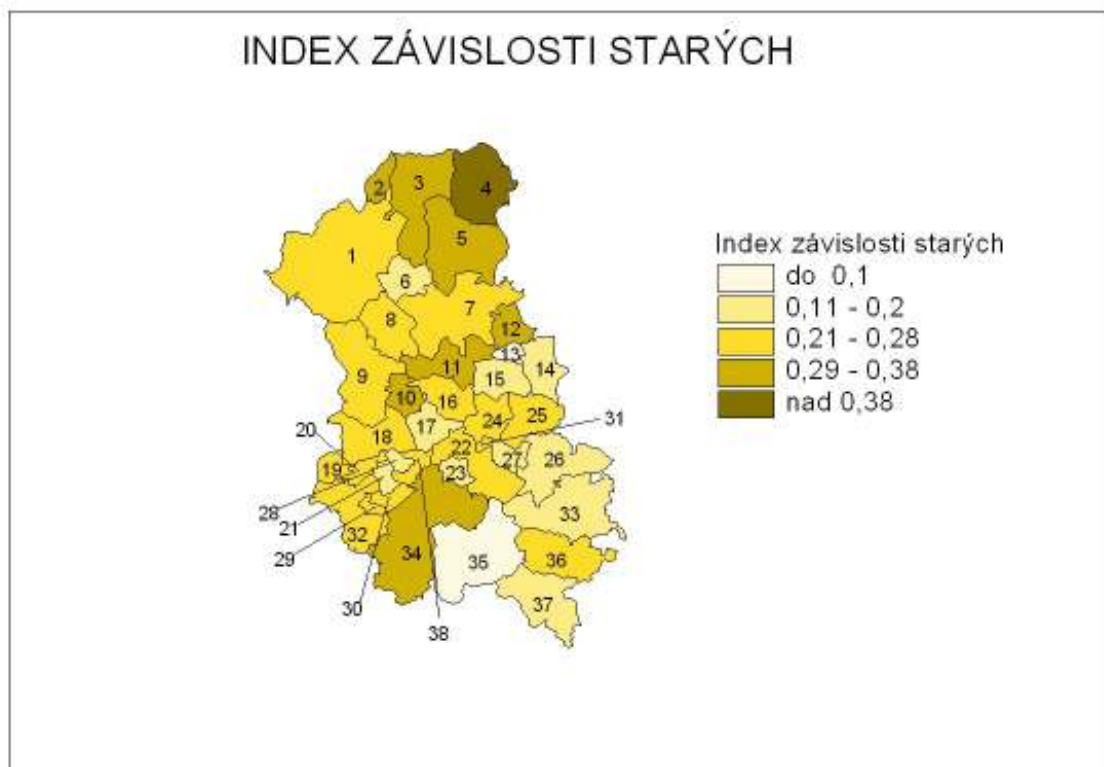 INDEX ZÁVISLOSTI STARÝCH
2 3 4
1 5
6
7
8
12
13
11 14
9 15
10 16
17 24 25 31
20 18 22
19 23 27 26
28
21 33
29 32 34 35 36
30 37
38
Index závislosti starých
do 0,1
0,11 - 0,2
0,21 - 0,28
0,29 - 0,38
nad 0,38